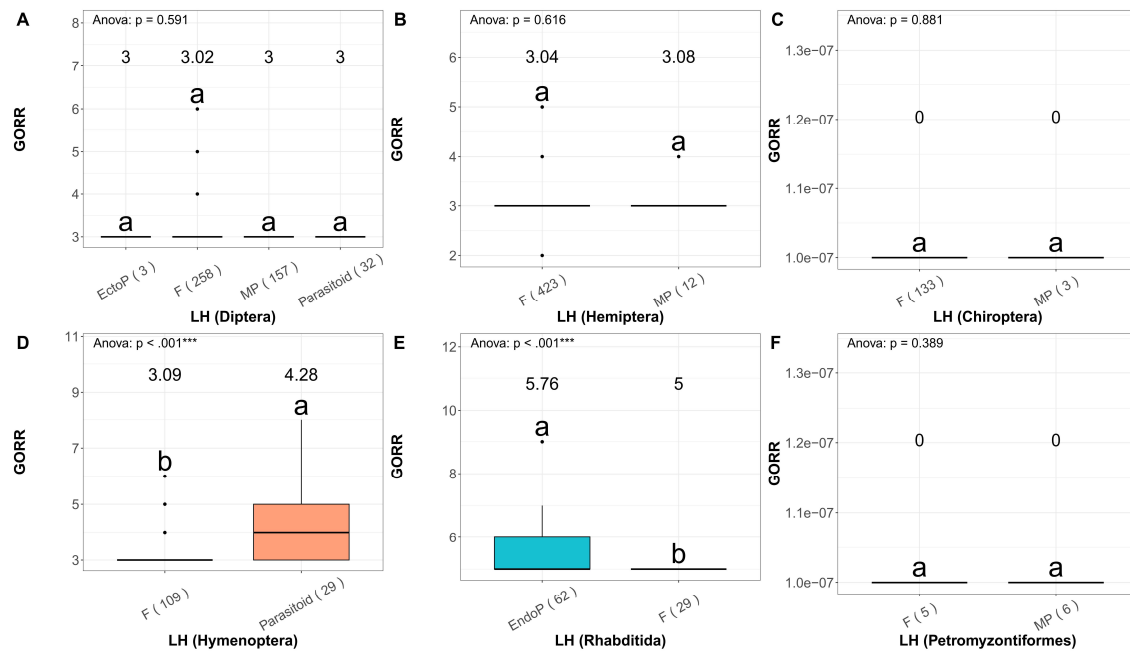 A
Anova: p = 0.591
3 3.02 3 3
a
a a a
8
7
6
5
4
3
GORR
EctoP ( 3 ) F ( 258 ) MP ( 157 ) Parasitoid ( 32 )
LH (Diptera)
B
Anova: p = 0.616
3.04 3.08
a
a
6
5
4
3
2
GORR
F ( 423 ) MP ( 12 )
LH (Hemiptera)
C
Anova: p = 0.881
0 0
a a
1.3e−07
1.2e−07
1.1e−07
1.0e−07
GORR
F ( 133 ) MP ( 3 )
LH (Chiroptera)
D
Anova: p < .001***
3.09 4.28
b a
11
9
7
5
3
GORR
F ( 109 ) Parasitoid ( 29 )
LH (Hymenoptera)
E
Anova: p < .001***
5.76 5
a
b
12
10
8
6
GORR
EndoP ( 62 ) F ( 29 )
LH (Rhabditida)
F
Anova: p = 0.389
0 0
a a
1.3e−07
1.2e−07
1.1e−07
1.0e−07
GORR
F ( 5 ) MP ( 6 )
LH (Petromyzontiformes)